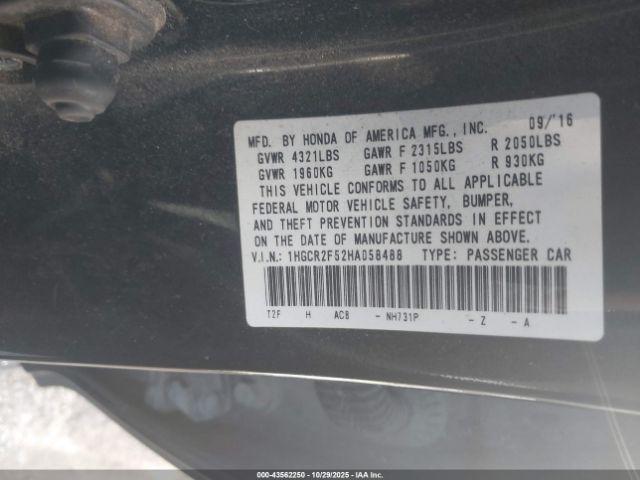 MFD. BY HONDA OF AMERICA MFG., INC. 09/'16
GVWR 4321LBS GAWR F 2315LBS R 2050LBS
GVWR 1960KG GAWR F 1050KG R 930KG
THIS VEHICLE CONFORMS TO ALL APPLICABLE
FEDERAL MOTOR VEHICLE SAFETY, BUMPER,
AND THEFT PREVENTION STANDARDS IN EFFECT
ON THE DATE OF MANUFACTURE SHOWN ABOVE.
V.I.N.: 1HGCR2F52HA058488 TYPE: PASSENGER CAR
T2F H AC8 - NH731P - Z - A
000-43562250 - 10/29/2025 - IAA Inc.